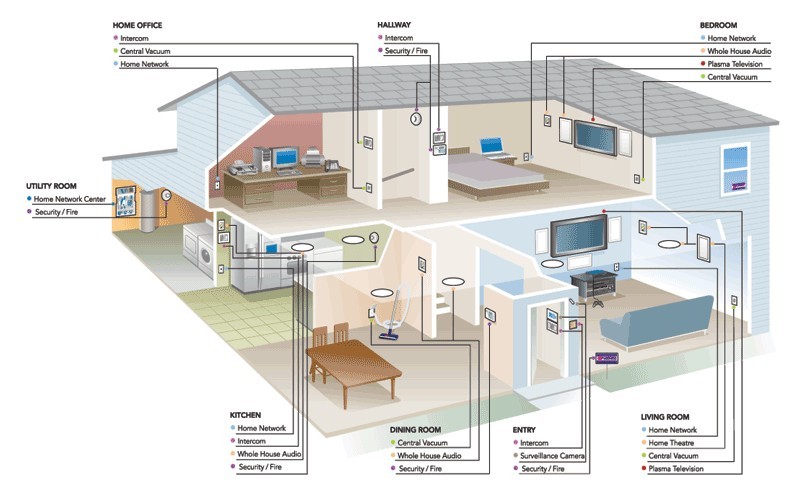 HOME OFFICE
Intercom
Central Vacuum
Home Network
HALLWAY
Intercom
Security / Fire
BEDROOM
Home Network
Whole House Audio
Plasma Television
Central Vacuum
UTILITY ROOM
Home Network Center
Security / Fire
KITCHEN
Home Network
Intercom
Whole House Audio
Security / Fire
DINING ROOM
Central Vacuum
Whole House Audio
Security / Fire
ENTRY
Intercom
Surveillance Camera
Security / Fire
LIVING ROOM
Home Network
Home Theatre
Central Vacuum
Plasma Television